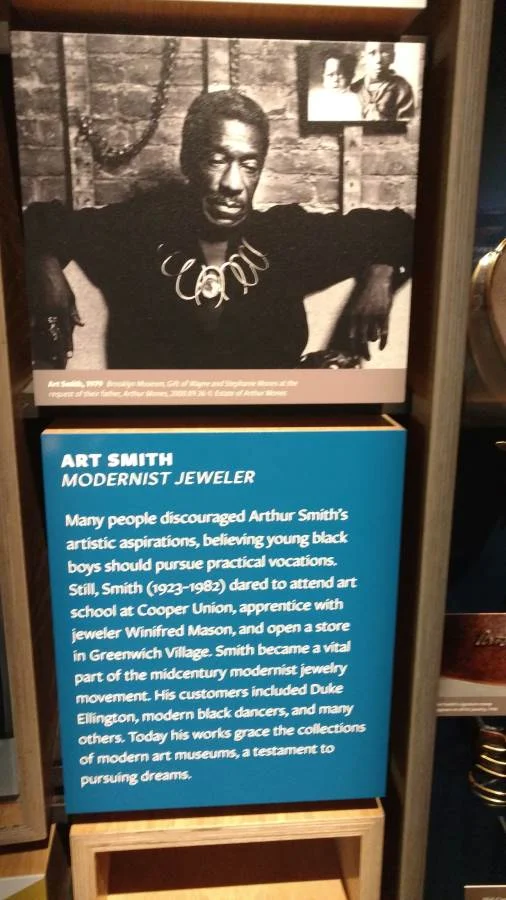 Art Smith, 1979 Brooklyn Museum, Gift of Wayne and Stephanie Mones at the
request of their father, Arthur Mones, 2000.89.26 © Estate of Arthur Mones
ART SMITH
MODERNIST JEWELER
Many people discouraged Arthur Smith's
artistic aspirations, believing young black
boys should pursue practical vocations.
Still, Smith (1923–1982) dared to attend art
school at Cooper Union, apprentice with
jeweler Winifred Mason, and open a store
in Greenwich Village. Smith became a vital
part of the midcentury modernist jewelry
movement. His customers included Duke
Ellington, modern black dancers, and many
others. Today his works grace the collections
of modern art museums, a testament to
pursuing dreams.